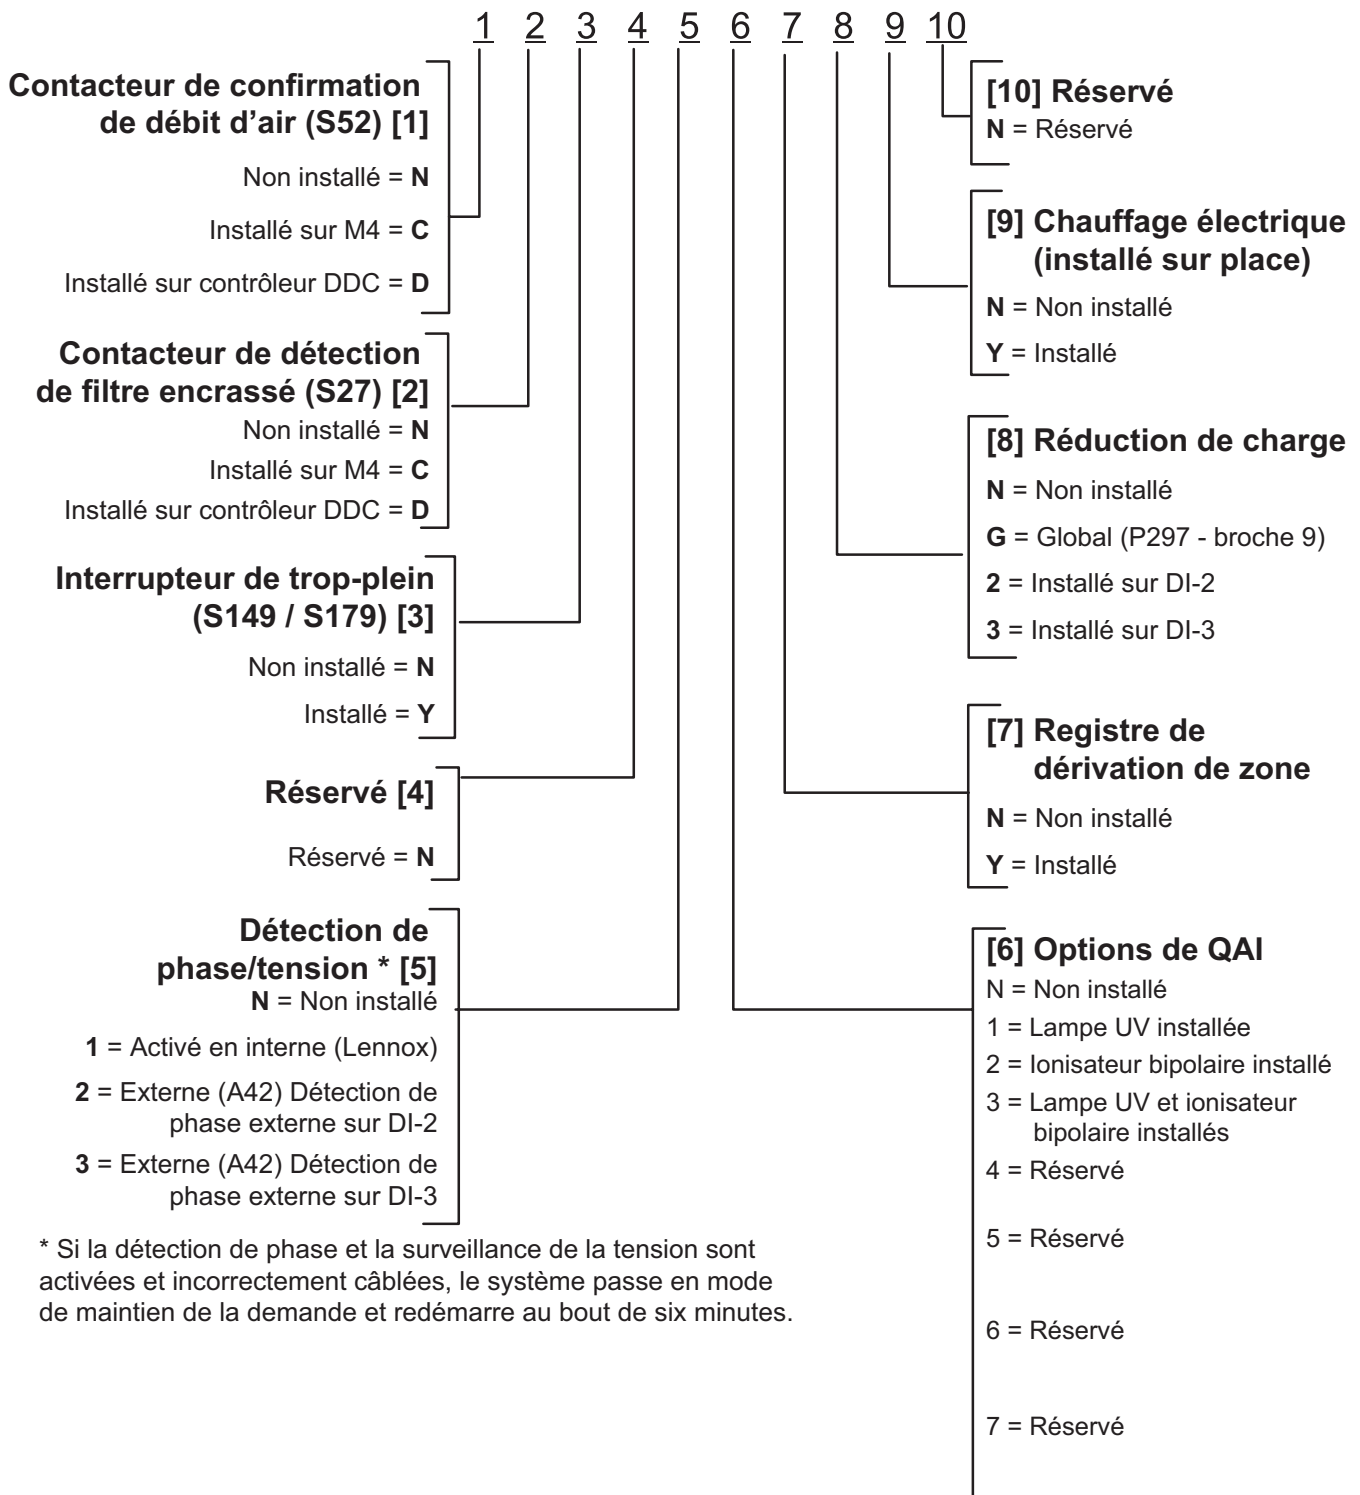 1 2 3 4 5 6 7 8 9 10
Contacteur de confirmation
de débit d’air (S52) [1]
Non installé = N
Installé sur M4 = C
Installé sur contrôleur DDC = D
Contacteur de détection
de filtre encrassé (S27) [2]
Non installé = N
Installé sur M4 = C
Installé sur contrôleur DDC = D
Interrupteur de trop-plein
(S149 / S179) [3]
Non installé = N
Installé = Y
Réservé [4]
Réservé = N
Détection de
phase/tension * [5]
N = Non installé
1 = Activé en interne (Lennox)
2 = Externe (A42) Détection de
phase externe sur DI-2
3 = Externe (A42) Détection de
phase externe sur DI-3
* Si la détection de phase et la surveillance de la tension sont
activées et incorrectement câblées, le système passe en mode
de maintien de la demande et redémarre au bout de six minutes.
[10] Réservé
N = Réservé
[9] Chauffage électrique
(installé sur place)
N = Non installé
Y = Installé
[8] Réduction de charge
N = Non installé
G = Global (P297 - broche 9)
2 = Installé sur DI-2
3 = Installé sur DI-3
[7] Registre de
dérivation de zone
N = Non installé
Y = Installé
[6] Options de QAI
N = Non installé
1 = Lampe UV installée
2 = Ionisateur bipolaire installé
3 = Lampe UV et ionisateur
bipolaire installés
4 = Réservé
5 = Réservé
6 = Réservé
7 = Réservé